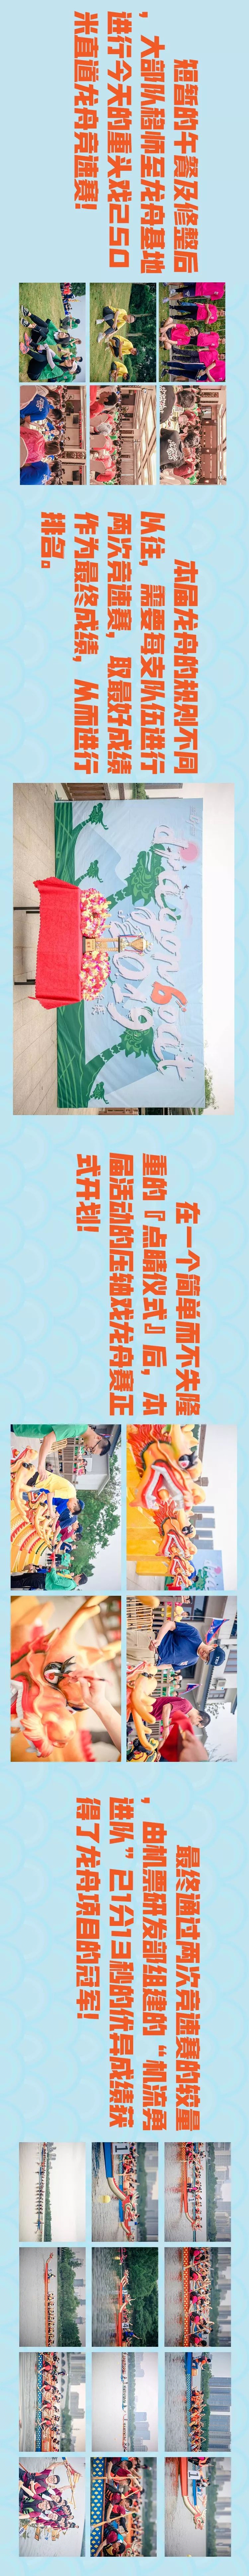 短暂的午餐及修整后
，大部队移师至龙舟基地
进行今天的重头戏250
米直道龙舟竞速赛！
本届龙舟的规则不同
以往，需要每支队伍进行
两次竞速赛，取最好成绩
作为最终成绩，从而进行
排名。
dragon boat
2019
在一个简单而不失隆
重的『点睛仪式』后，本
届活动的压轴戏龙舟赛正
式开划！
最终通过两次竞速赛的较量
，由机票研发部组建的“机流勇
进队”已1分13秒的优异成绩获
得了龙舟项目的冠军！